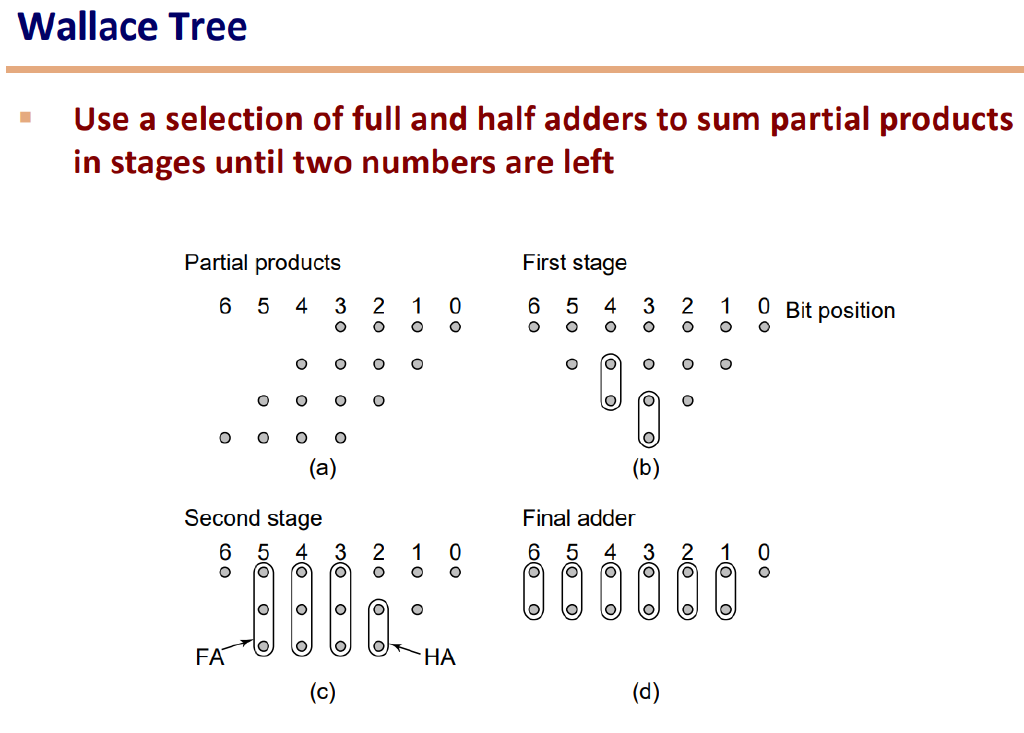 Wallace Tree
▪ Use a selection of full and half adders to sum partial products
in stages until two numbers are left
Partial products
6 5 4 3 2 1 0
(a)
First stage
6 5 4 3 2 1 0 Bit position
(b)
Second stage
6 5 4 3 2 1 0
FA
HA
(c)
Final adder
6 5 4 3 2 1 0
(d)